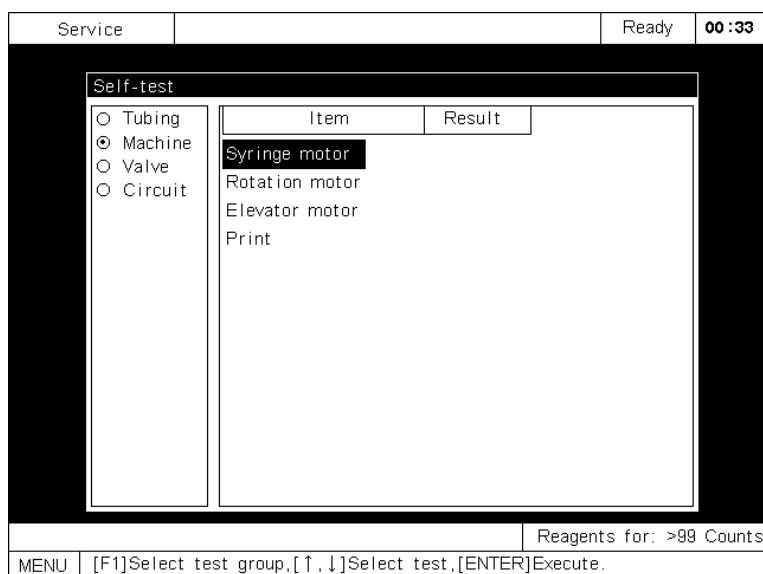 Service Ready 00:33
Self-test
Tubing
Machine
Valve
Circuit
Item Result
Syringe motor
Rotation motor
Elevator motor
Print
Reagents for: >99 Counts
MENU [F1]Select test group,[↑,↓]Select test,[ENTER]Execute.